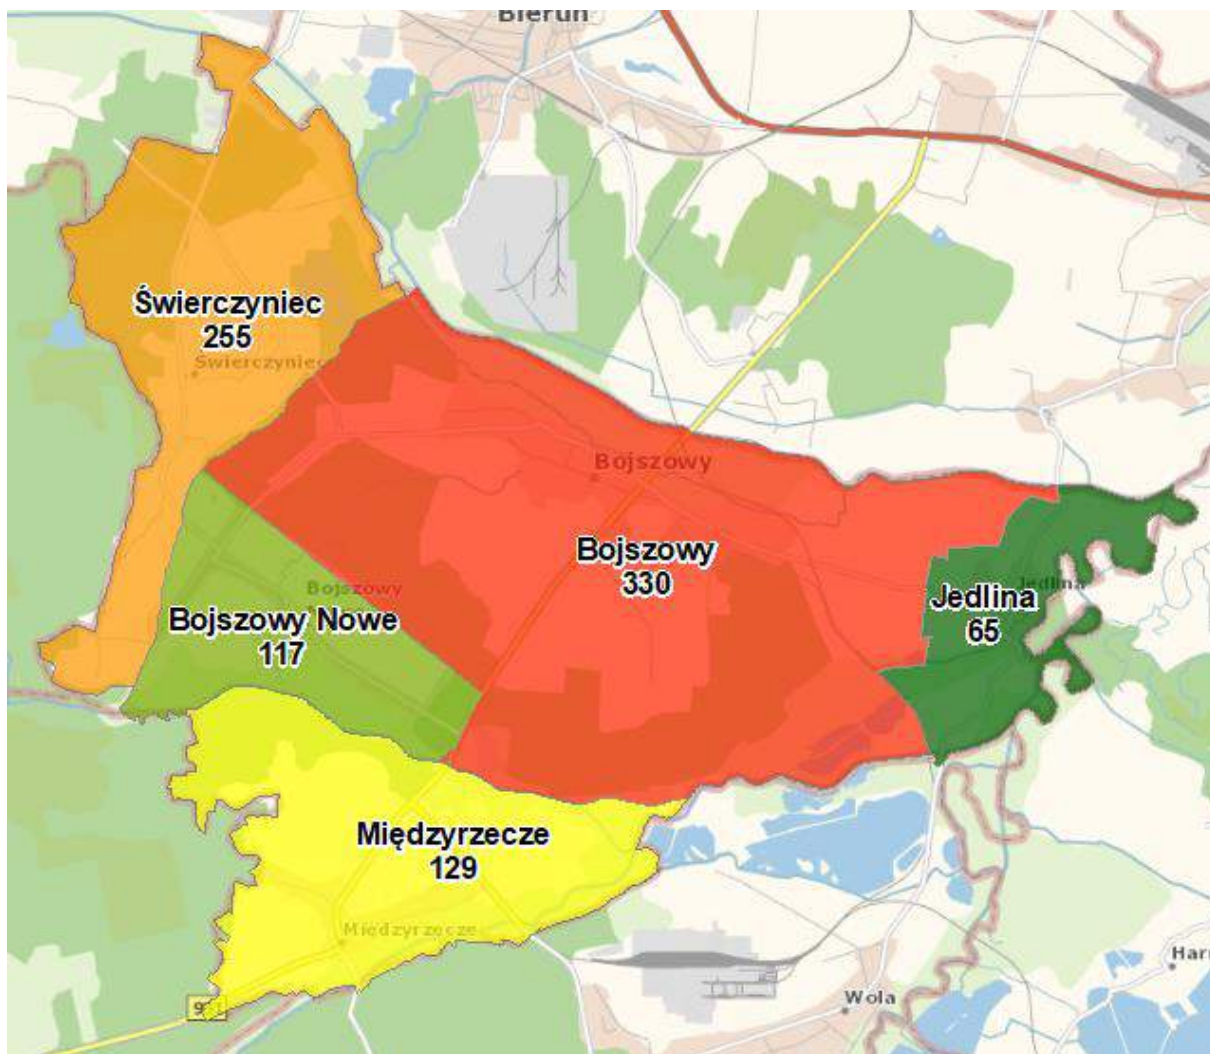 Bieruń
Świerczyniec
255
Świerczyniec
Bojszowy
Bojszowy
330
Jedlina
Jedlina
65
Bojszowy
Bojszowy Nowe
117
Międzyrzecze
129
Międzyrzecze
Wola